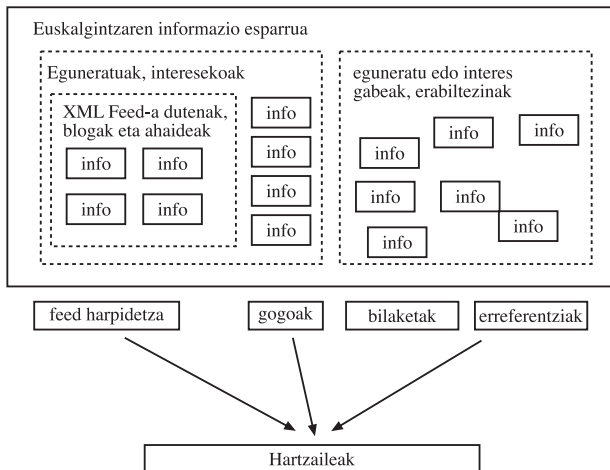 Euskalgintzaren informazio esparrua
Eguneratuak, interesekoak
XML Feed-a dutenak,
blogak eta ahaideak
info
info
info
info
info
info
info
info
eguneratu edo interes
gabeak, erabiltezinak
info
info
info
info
info
info
info
feed harpidetza
gogoak
bilaketak
erreferentziak
Hartzaileak